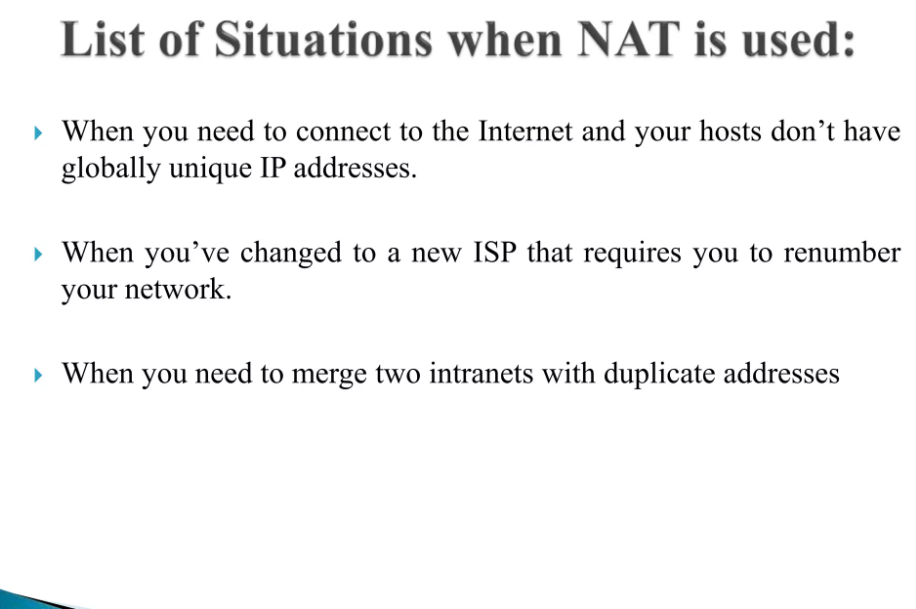 List of Situations when NAT is used:
When you need to connect to the Internet and your hosts don’t have
globally unique IP addresses.
When you’ve changed to a new ISP that requires you to renumber
your network.
When you need to merge two intranets with duplicate addresses